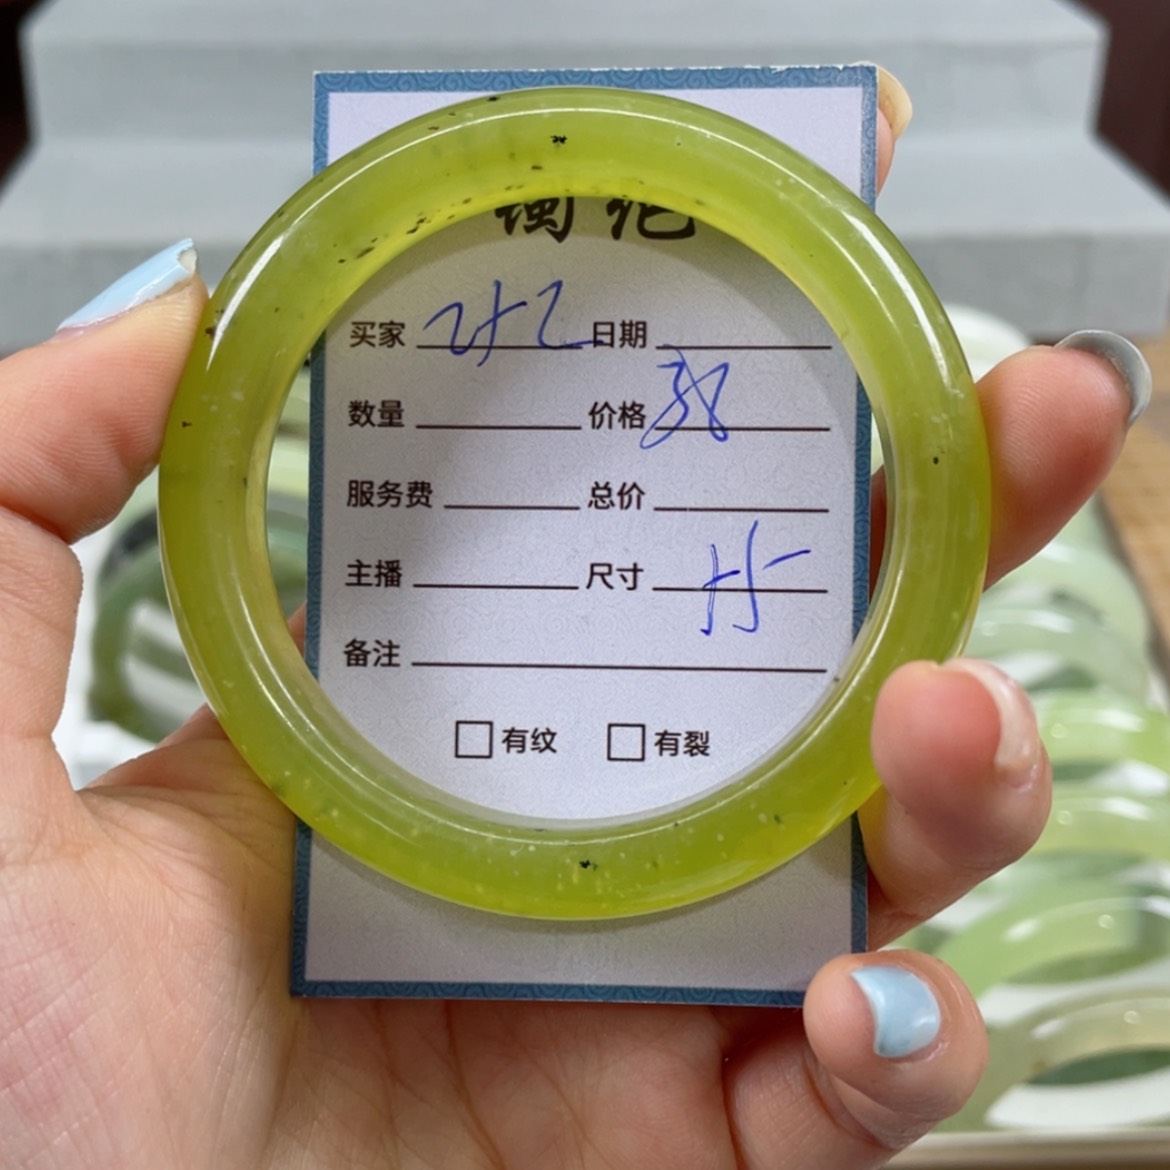 买家 日期
数量 价格 38
服务费 总价
主播 尺寸
备注
□ 有纹 □ 有裂